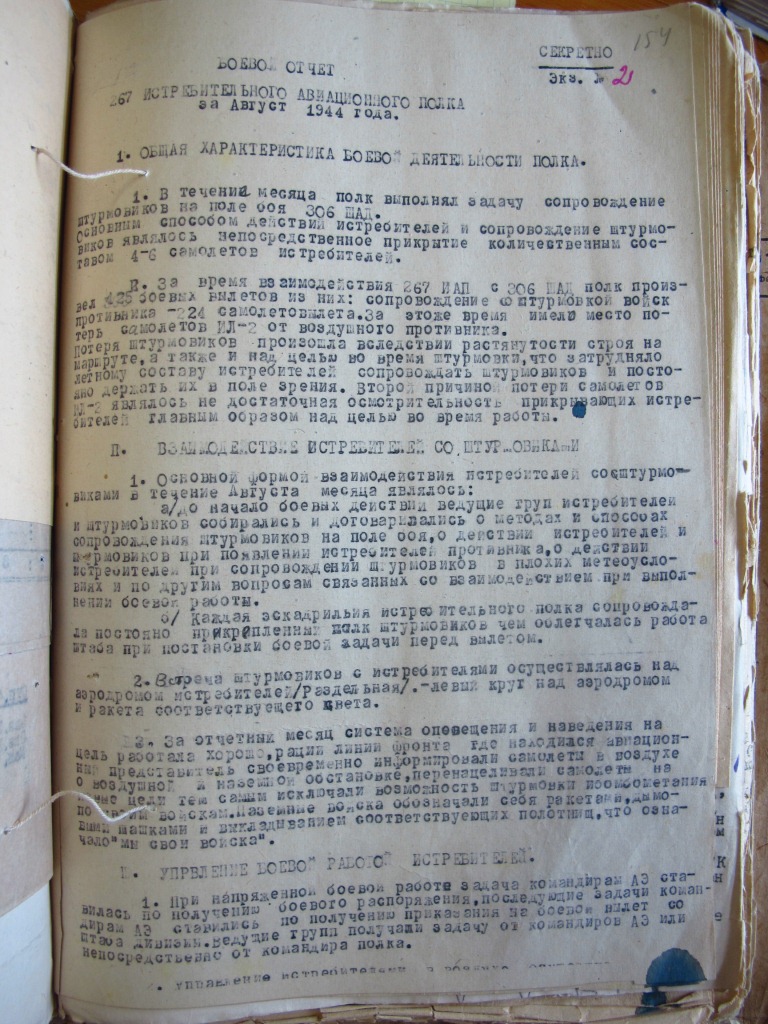 СЕКРЕТНО 154
БОЕВОЙ ОТЧЕТ
Экз. № 2
267 ИСТРЕБИТЕЛЬНОГО АВИАЦИОННОГО ПОЛКА
за Август 1944 года.
1. ОБЩАЯ ХАРАКТЕРИСТИКА БОЕВОЙ ДЕЯТЕЛЬНОСТИ ПОЛКА.
1. В течении месяца полк выполнял задачу сопровождение
штурмовиков на поле боя 306 ШАД.
Основным способом действий истребителей и сопровождение штурмо-
виков являлось непосредственное прикрытие количественным сос-
тавом 4-6 самолетов истребителей.
2. За время взаимодействия 267 ИАП с 306 ШАД полк произ-
вел 425 боевых вылетов из них: сопровождение штурмовкой войск
противника -224 самолетовылета. За этоже время имело место по-
терь самолетов ИЛ-2 от воздушного противника.
Потеря штурмовиков произошла вследствии растянутости строя на
маршруте, а также и над целью во время штурмовки, что затрудняло
летному составу истребителей сопровождать штурмовиков и посто-
яно держать их в поле зрения. Второй причиной потери самолетов
ИЛ-2 являлось не достаточная осмотрительность прикрывающих истре-
бителей главным образом над целью во время работы.
П. ВЗАИМОДЕЙСТВИЕ ИСТРЕБИТЕЛЕЙ СО ШТУРМОВИКАМИ
1. Основной формой взаимодействия истребителей со штурмо-
виками в течение Августа месяца являлось:
а/до начало боевых действий ведущие груп истребителей
и штурмовиков собирались и договаривались о методах и способах
сопровождения штурмовиков на поле боя, о действии истребителей и
штурмовиков при появлении истребителей противника, о действии
истребителей при сопровождении штурмовиков в плохих метеоусло-
виях и по другим вопросам связанных со взаимодействием при выпол-
нении боевой работы.
б/ Каждая эскадрилья истребительного полка сопровожда-
ла постояно прикрепленный полк штурмовиков чем облегчалась работа
штаба при постановки боевой задачи перед вылетом.
2. Встреча штурмовиков с истребителями осуществлялась над
аэродромом истребителей/Раздельная/.-левый круг над аэродромом
и ракета соответствуещего цвета.
3. За отчетный месяц система оповещения и наведения на
цель работала хорошо, рации линии фронта где находился авиацион-
ный представитель своевременно информировали самолеты в воздухе
о воздушной и наземной обстановке, перенацеливали самолеты на
цели тем самым исключали возможность штурмовки и бомбометания
по своим войскам. Наземные войска обозначали себя ракетами, дымо-
выми шашками и выкладыванием соответствующих полотнищ, что озна-
чало"мы свои войска".
Ш. УПРВЛЕНИЕ БОЕВОЙ РАБОТОЙ ИСТРЕБИТЕЛЕЙ.
1. При напряженной боевой работе задача командирам АЭ ста-
вилась по получению боевого распоряжения, последующие задачи коман-
дирам АЭ ставились по получению приказания на боевой вылет со
штаба дивизии. Ведущие групп получали задачу от командиров АЭ или
непосредственно от командира полка.
2. Управление истребителями в воздухе